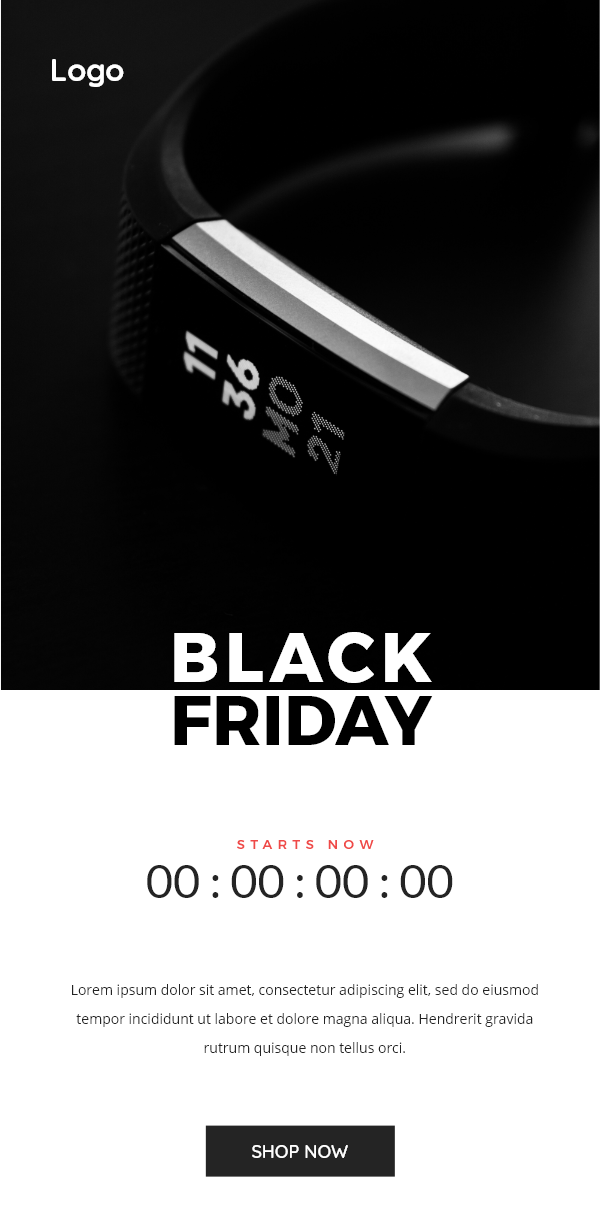 Logo
11
36
MO
21
BLACK
FRIDAY
STARTS NOW
00 : 00 : 00 : 00
Lorem ipsum dolor sit amet, consectetur adipiscing elit, sed do eiusmod
tempor incididunt ut labore et dolore magna aliqua. Hendrerit gravida
rutrum quisque non tellus orci.
SHOP NOW